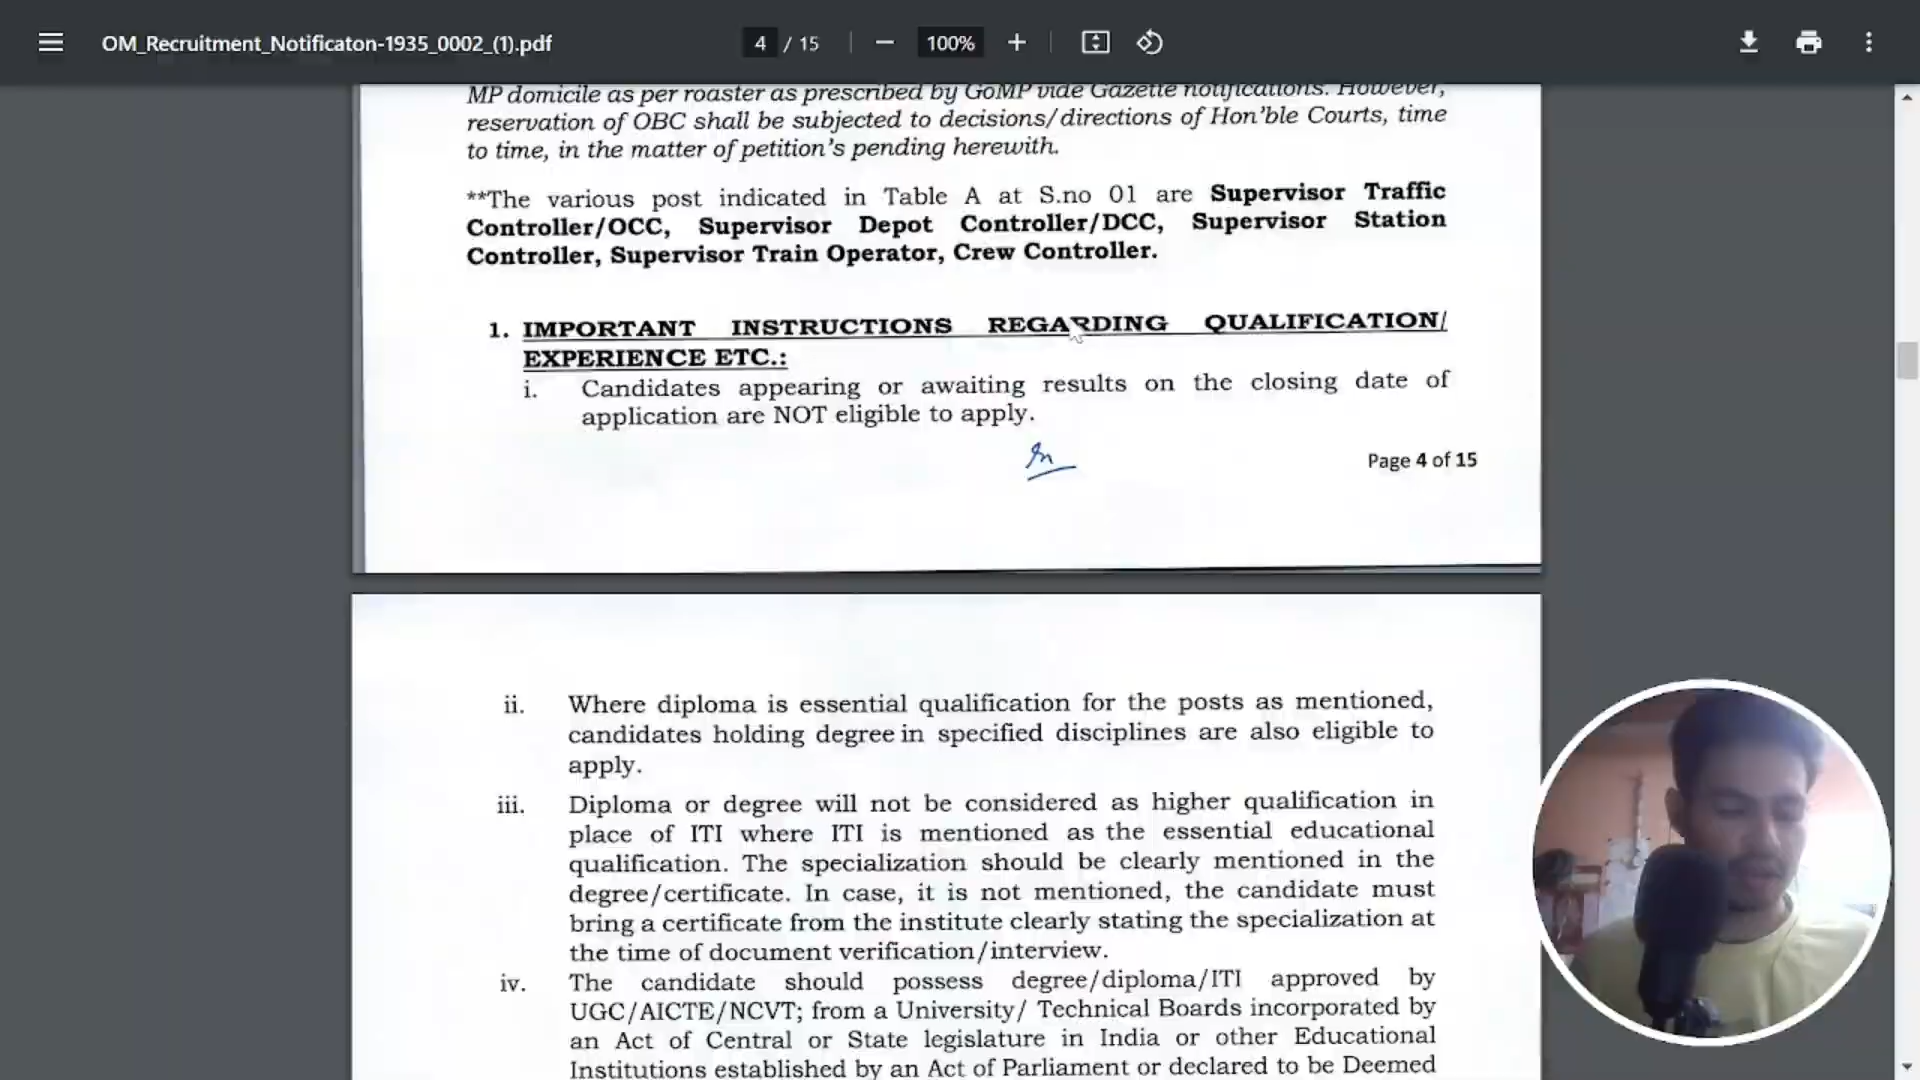 OM_Recruitment_Notificaton-1935_0002_(1).pdf
4 / 15
100%
MP domicile as per roaster as prescribed by GoMP vide Gazette notifications. However,
reservation of OBC shall be subjected to decisions/directions of Hon'ble Courts, time
to time, in the matter of petition's pending herewith.
**The various post indicated in Table A at S.no 01 are Supervisor Traffic
Controller/OCC, Supervisor Depot Controller/DCC, Supervisor Station
Controller, Supervisor Train Operator, Crew Controller.
1. IMPORTANT INSTRUCTIONS REGARDING QUALIFICATION/
EXPERIENCE ETC.:
i. Candidates appearing or awaiting results on the closing date of
application are NOT eligible to apply.
Page 4 of 15
ii. Where diploma is essential qualification for the posts as mentioned,
candidates holding degree in specified disciplines are also eligible to
apply.
iii. Diploma or degree will not be considered as higher qualification in
place of ITI where ITI is mentioned as the essential educational
qualification. The specialization should be clearly mentioned in the
degree/certificate. In case, it is not mentioned, the candidate must
bring a certificate from the institute clearly stating the specialization at
the time of document verification/interview.
iv. The candidate should possess degree/diploma/ITI approved by
UGC/AICTE/NCVT; from a University/ Technical Boards incorporated by
an Act of Central or State legislature in India or other Educational
Institutions established by an Act of Parliament or declared to be Deemed